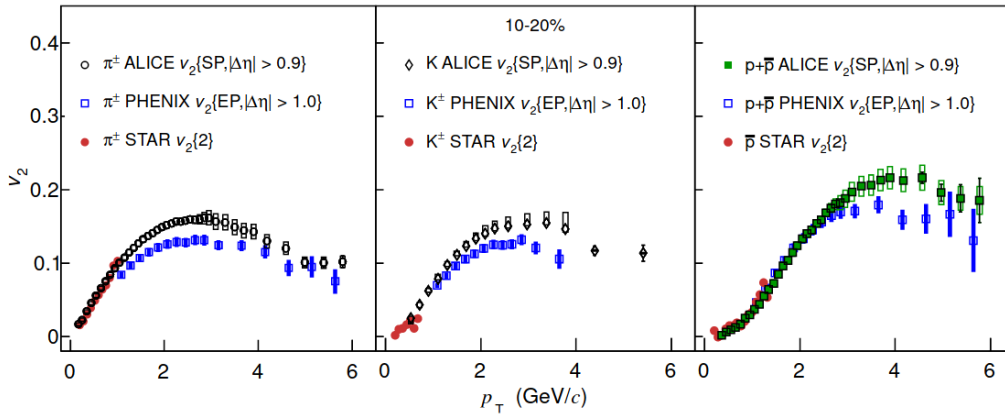 10-20%
0.4
0.3
0.2
0.1
0
v₂
π± ALICE v₂{SP,|Δη| > 0.9}
π± PHENIX v₂{EP,|Δη| > 1.0}
π± STAR v₂{2}
K ALICE v₂{SP,|Δη| > 0.9}
K± PHENIX v₂{EP,|Δη| > 1.0}
K± STAR v₂{2}
p+p̅ ALICE v₂{SP,|Δη| > 0.9}
p+p̅ PHENIX v₂{EP,|Δη| > 1.0}
p̅ STAR v₂{2}
0 2 4 6 0 2 4 6 0 2 4 6
p_T (GeV/c)